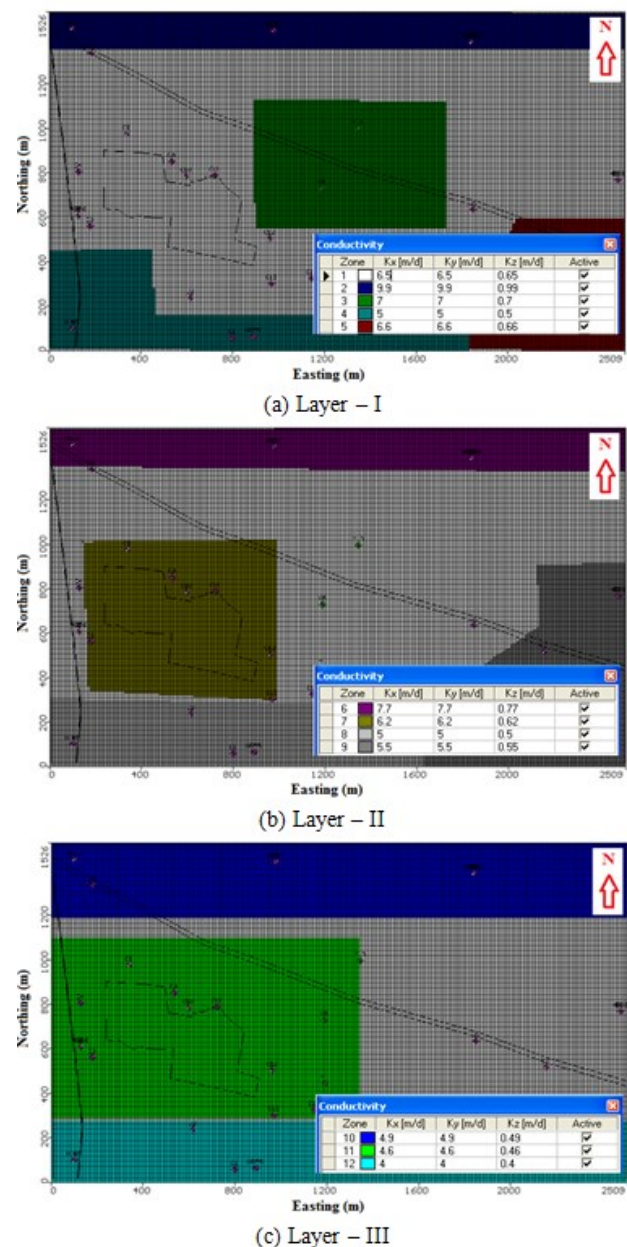 N
Northing (m)
1526
1200
1000
800
600
400
200
0
Conductivity
Zone Kx [m/d] Ky [m/d] Kz [m/d] Active
1 6.5 6.5 0.65
2 9.9 9.9 0.99
3 7 7 0.7
4 5 5 0.5
5 6.6 6.6 0.66
400 800 1200 1600 2000 2509
Easting (m)
(a) Layer – I
N
Northing (m)
1526
1200
1000
800
600
400
200
0
Conductivity
Zone Kx [m/d] Ky [m/d] Kz [m/d] Active
6 7.7 7.7 0.77
7 6.2 6.2 0.62
8 5 5 0.5
9 5.5 5.5 0.55
400 800 1200 1600 2000 2509
Easting (m)
(b) Layer – II
N
Northing (m)
1526
1200
1000
800
600
400
200
0
Conductivity
Zone Kx [m/d] Ky [m/d] Kz [m/d] Active
10 4.9 4.9 0.49
11 4.6 4.6 0.46
12 4 4 0.4
400 800 1200 1600 2000 2509
Easting (m)
(c) Layer – III